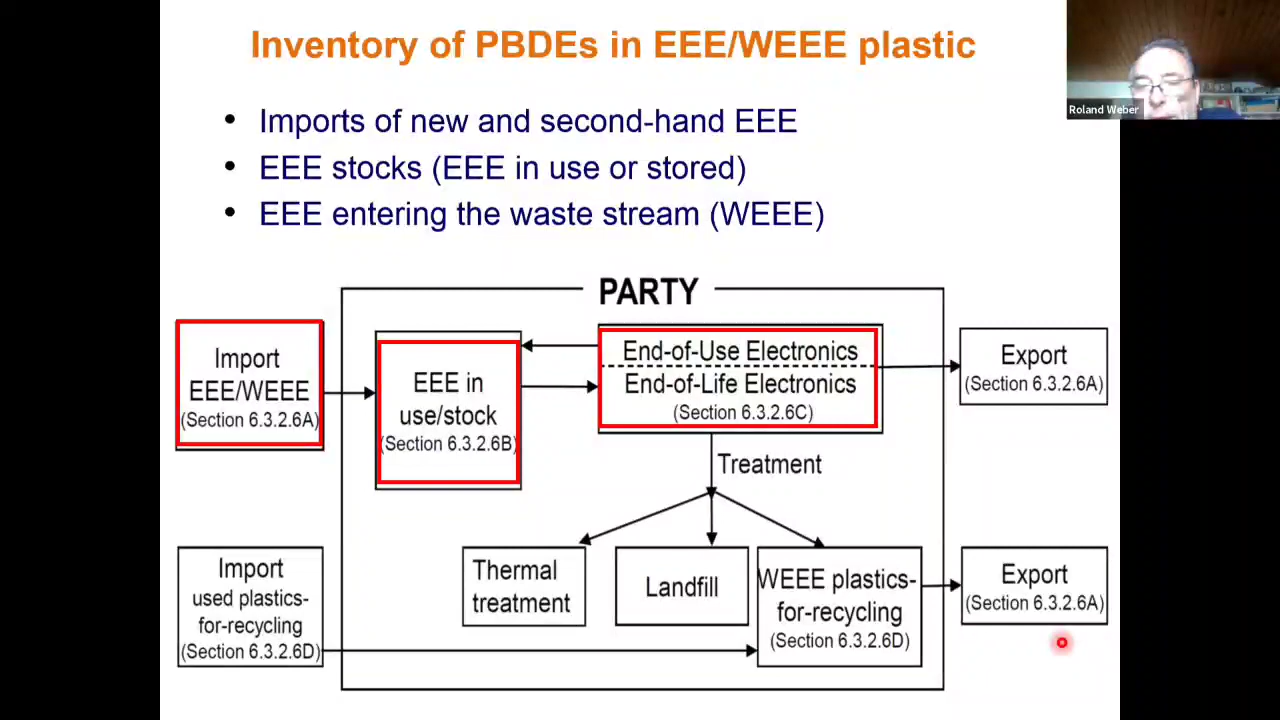 Inventory of PBDEs in EEE/WEEE plastic
Roland Weber
• Imports of new and second-hand EEE
• EEE stocks (EEE in use or stored)
• EEE entering the waste stream (WEEE)
PARTY
Import
EEE/WEEE
(Section 6.3.2.6A)
EEE in
use/stock
(Section 6.3.2.6B)
End-of-Use Electronics
End-of-Life Electronics
(Section 6.3.2.6C)
Export
(Section 6.3.2.6A)
Treatment
Import
used plastics-
for-recycling
(Section 6.3.2.6D)
Thermal
treatment
Landfill
WEEE plastics-
for-recycling
(Section 6.3.2.6D)
Export
(Section 6.3.2.6A)